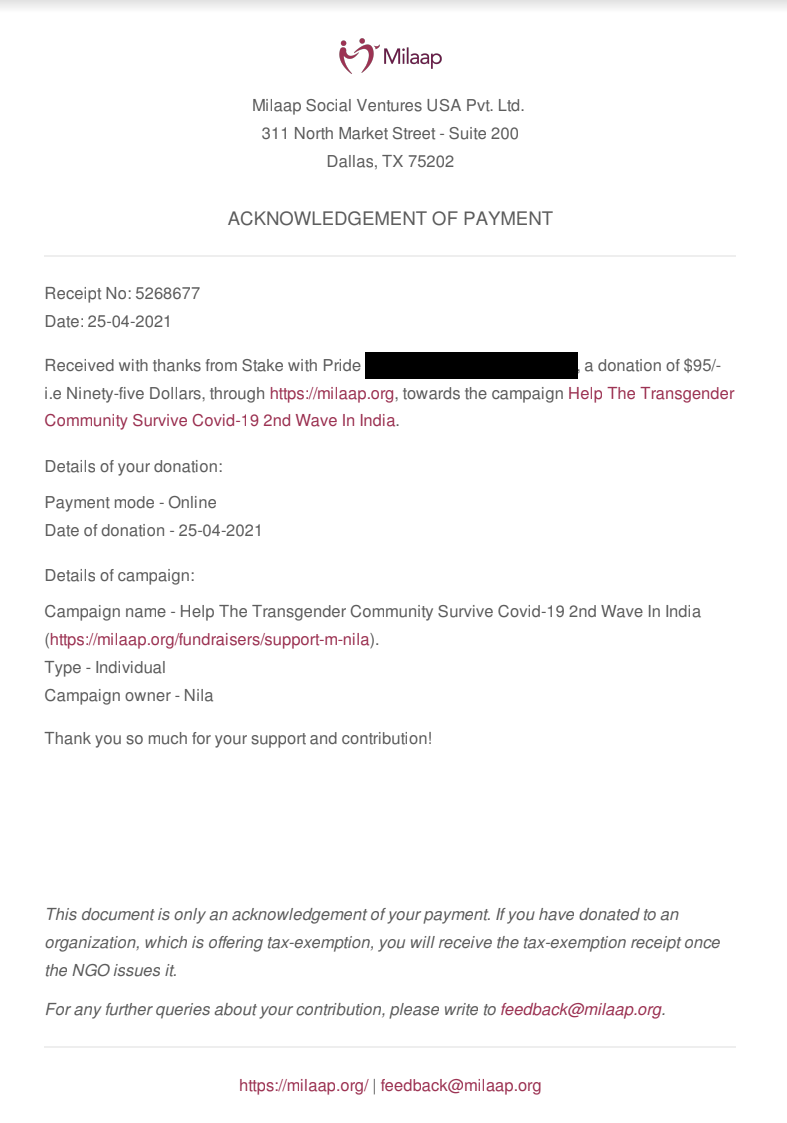 Milaap
Milaap Social Ventures USA Pvt. Ltd.
311 North Market Street - Suite 200
Dallas, TX 75202
ACKNOWLEDGEMENT OF PAYMENT
Receipt No: 5268677
Date: 25-04-2021
Received with thanks from Stake with Pride , a donation of $95/-
i.e Ninety-five Dollars, through https://milaap.org, towards the campaign Help The Transgender
Community Survive Covid-19 2nd Wave In India.
Details of your donation:
Payment mode - Online
Date of donation - 25-04-2021
Details of campaign:
Campaign name - Help The Transgender Community Survive Covid-19 2nd Wave In India
(https://milaap.org/fundraisers/support-m-nila).
Type - Individual
Campaign owner - Nila
Thank you so much for your support and contribution!
This document is only an acknowledgement of your payment. If you have donated to an
organization, which is offering tax-exemption, you will receive the tax-exemption receipt once
the NGO issues it.
For any further queries about your contribution, please write to feedback@milaap.org.
https://milaap.org/ | feedback@milaap.org